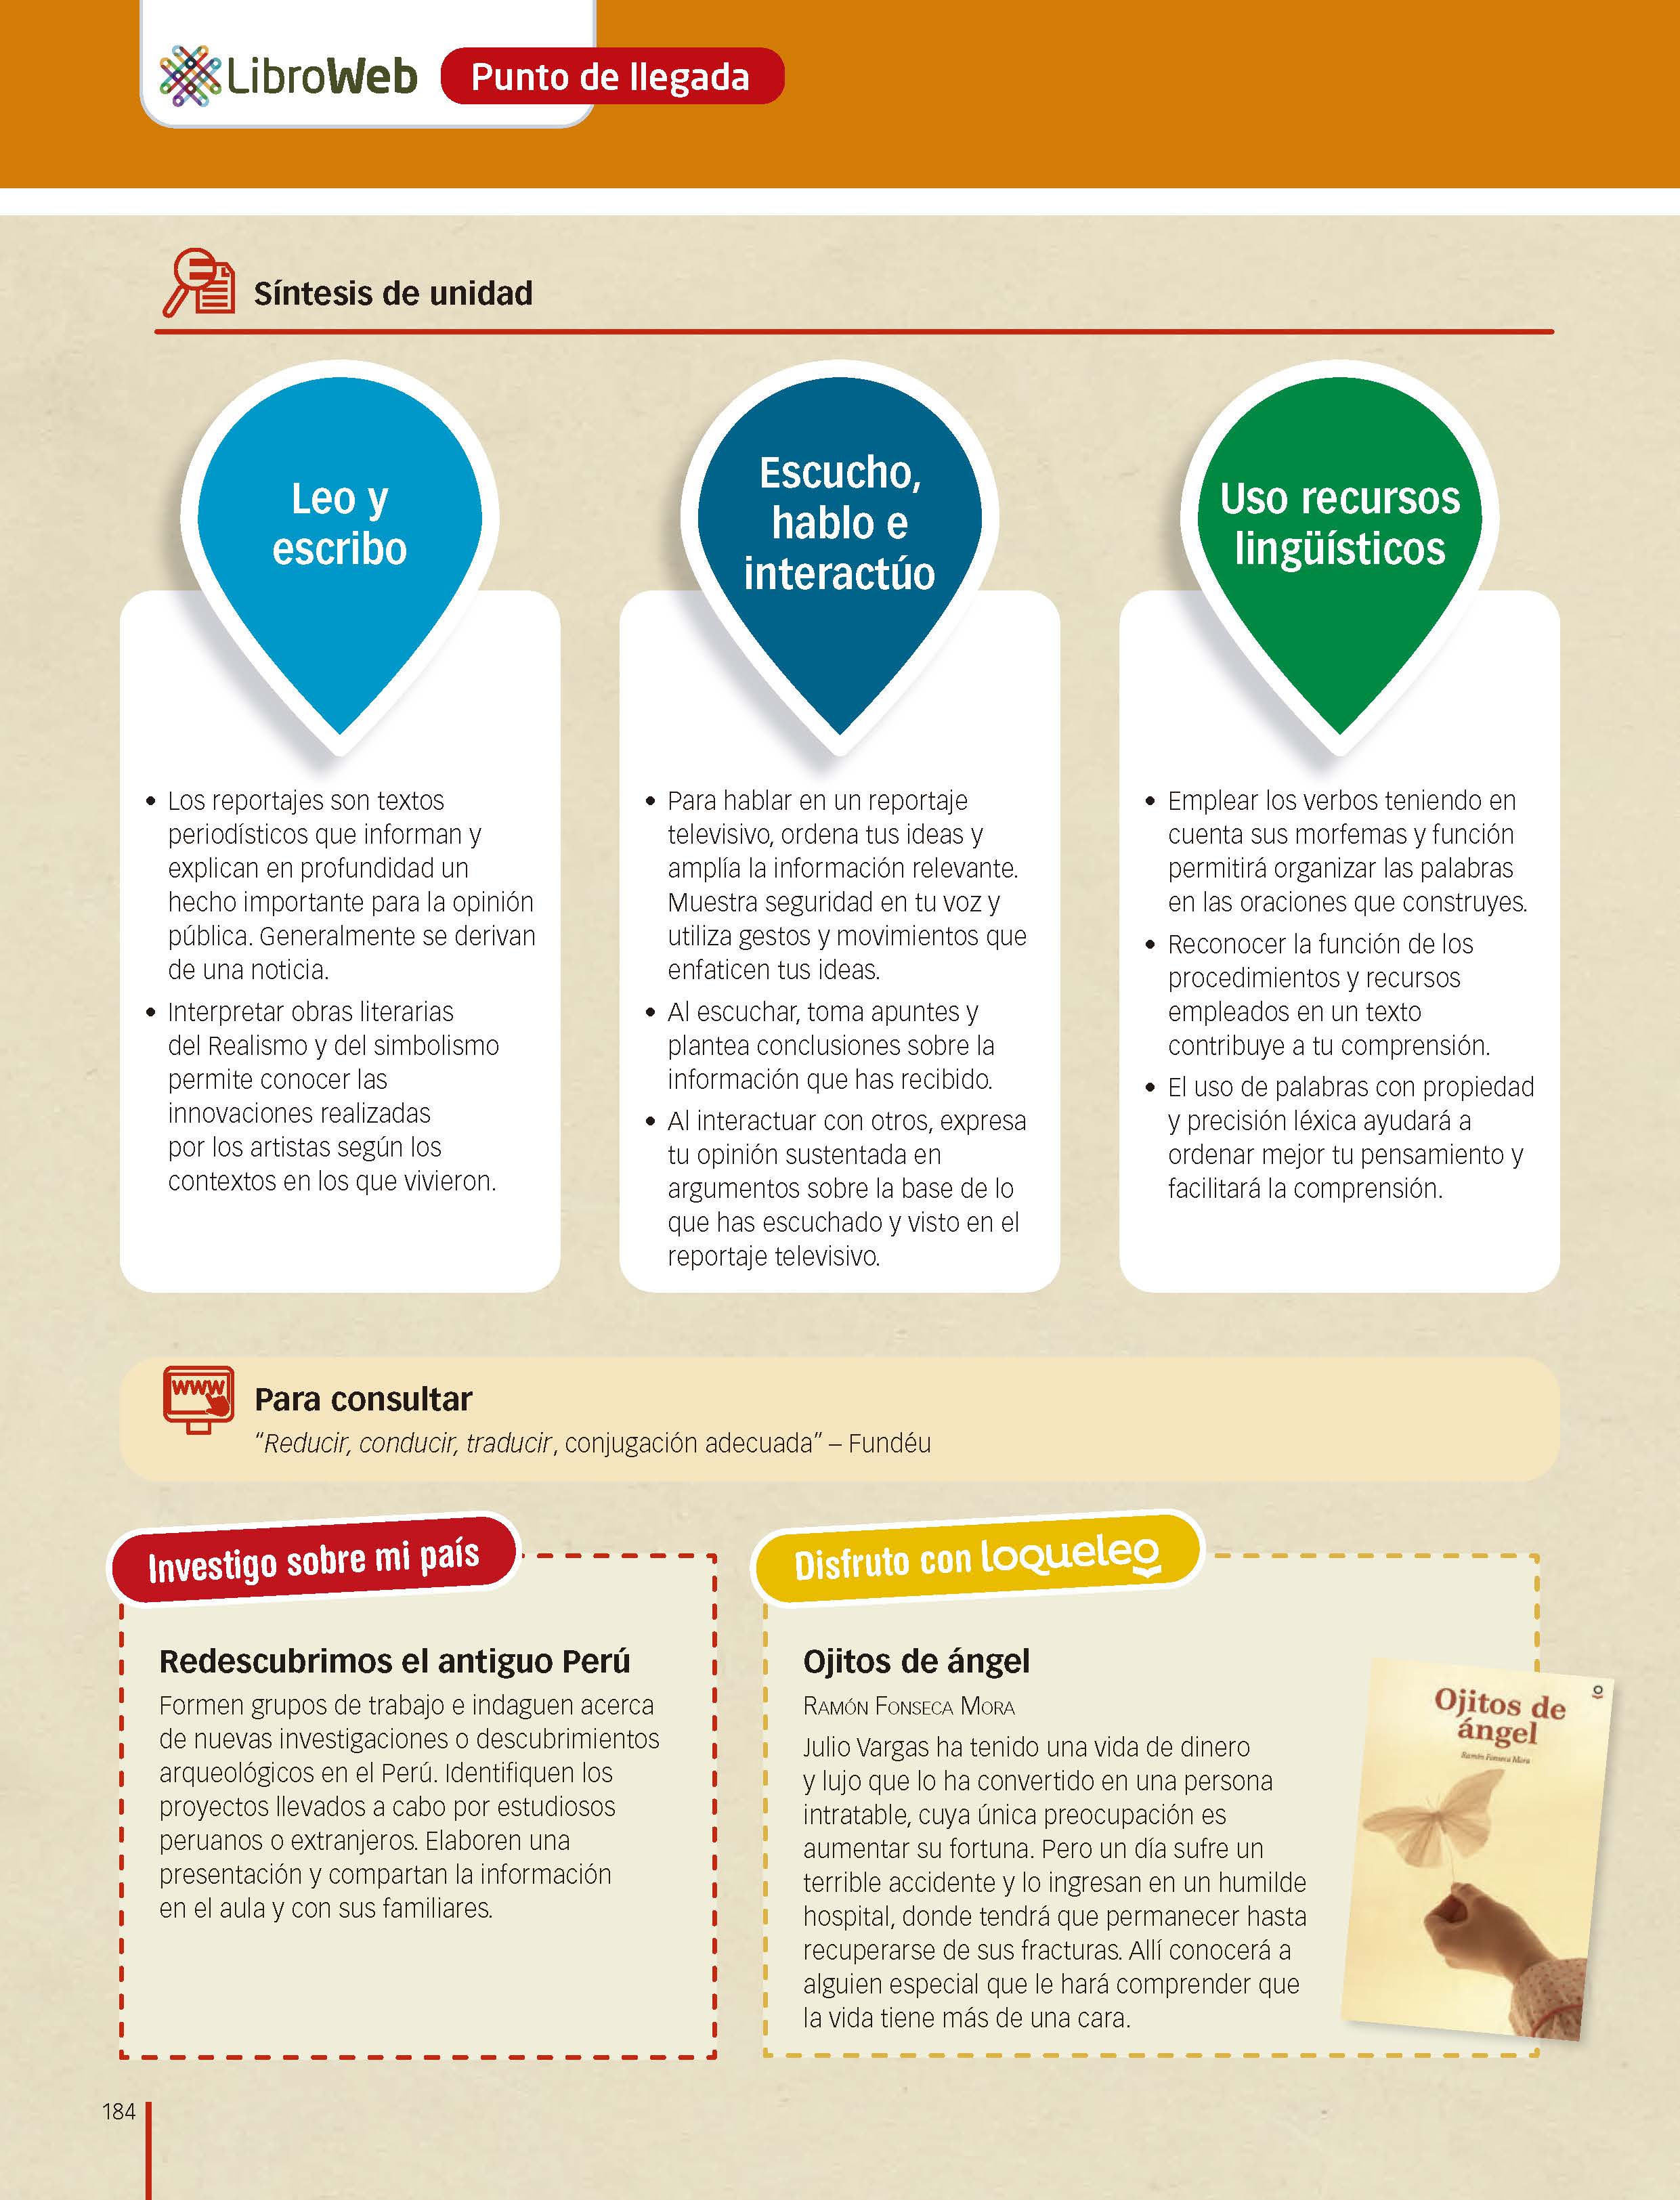 LibroWeb
Punto de llegada
Síntesis de unidad
Leo y
escribo
• Los reportajes son textos
periodísticos que informan y
explican en profundidad un
hecho importante para la opinión
pública. Generalmente se derivan
de una noticia.
• Interpretar obras literarias
del Realismo y del simbolismo
permite conocer las
innovaciones realizadas
por los artistas según los
contextos en los que vivieron.
Escucho,
hablo e
interactúo
• Para hablar en un reportaje
televisivo, ordena tus ideas y
amplía la información relevante.
Muestra seguridad en tu voz y
utiliza gestos y movimientos que
enfaticen tus ideas.
• Al escuchar, toma apuntes y
plantea conclusiones sobre la
información que has recibido.
• Al interactuar con otros, expresa
tu opinión sustentada en
argumentos sobre la base de lo
que has escuchado y visto en el
reportaje televisivo.
Uso recursos
lingüísticos
• Emplear los verbos teniendo en
cuenta sus morfemas y función
permitirá organizar las palabras
en las oraciones que construyes.
• Reconocer la función de los
procedimientos y recursos
empleados en un texto
contribuye a tu comprensión.
• El uso de palabras con propiedad
y precisión léxica ayudará a
ordenar mejor tu pensamiento y
facilitará la comprensión.
www
Para consultar
“Reducir, conducir, traducir, conjugación adecuada” – Fundéu
Investigo sobre mi país
Redescubrimos el antiguo Perú
Formen grupos de trabajo e indaguen acerca
de nuevas investigaciones o descubrimientos
arqueológicos en el Perú. Identifiquen los
proyectos llevados a cabo por estudiosos
peruanos o extranjeros. Elaboren una
presentación y compartan la información
en el aula y con sus familiares.
Disfruto con loqueleo
Ojitos de ángel
Ramón Fonseca Mora
Julio Vargas ha tenido una vida de dinero
y lujo que lo ha convertido en una persona
intratable, cuya única preocupación es
aumentar su fortuna. Pero un día sufre un
terrible accidente y lo ingresan en un humilde
hospital, donde tendrá que permanecer hasta
recuperarse de sus fracturas. Allí conocerá a
alguien especial que le hará comprender que
la vida tiene más de una cara.
Ojitos de
ángel
Ramón Fonseca Mora
184